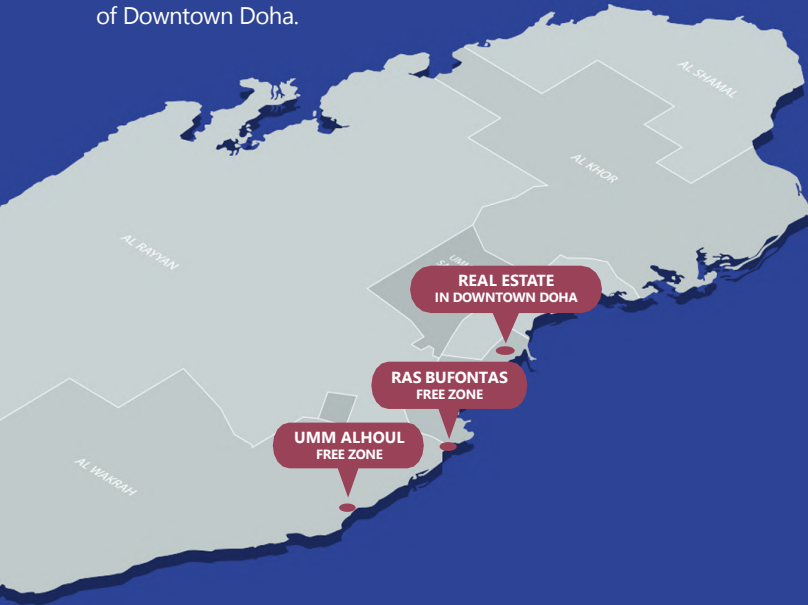 of Downtown Doha.
AL SHAMAL
AL KHOR
AL RAYYAN
REAL ESTATE
IN DOWNTOWN DOHA
RAS BUFONTAS
FREE ZONE
UMM ALHOUL
FREE ZONE
AL WAKRAH